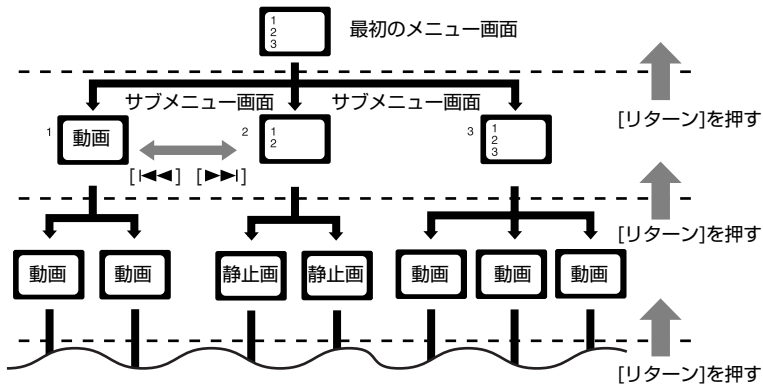 1
2
3
最初のメニュー画面
サブメニュー画面
サブメニュー画面
[リターン]を押す
1
動画
2
1
2
3
1
2
3
[|◀◀] [▶▶|]
[リターン]を押す
動画
動画
静止画
静止画
動画
動画
動画
[リターン]を押す